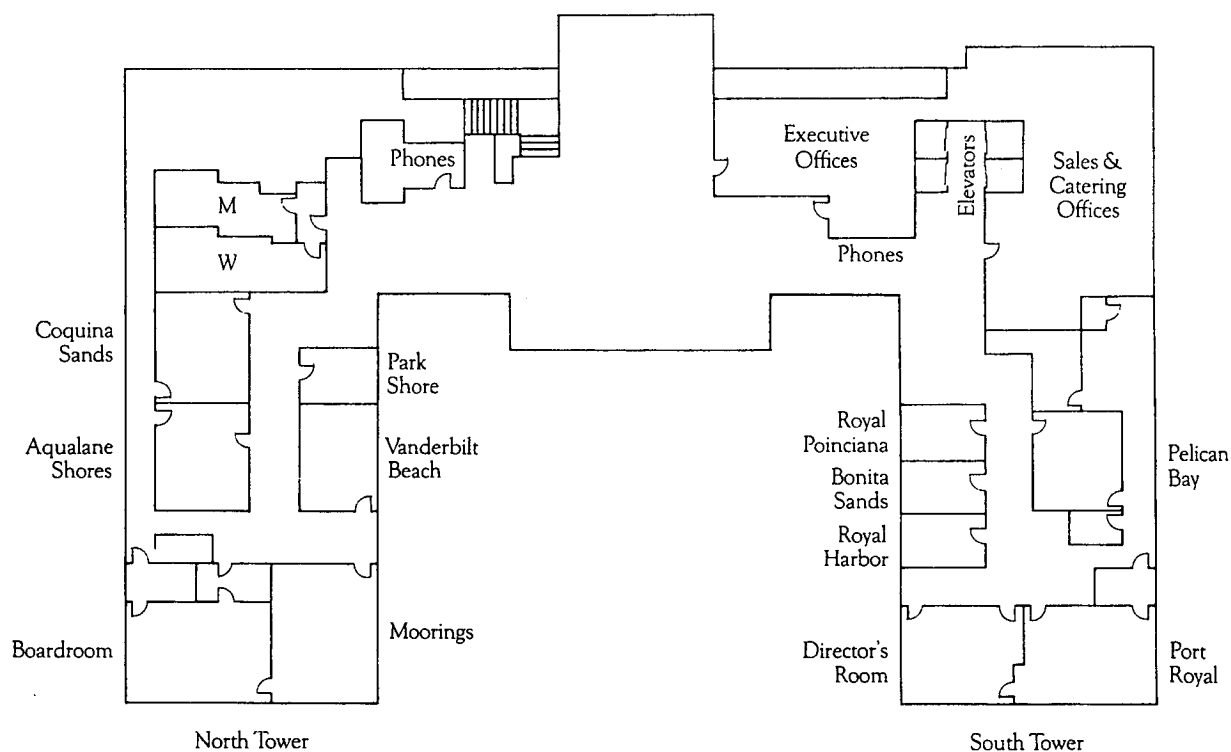 Phones
M
W
Executive
Offices
Elevators
Sales &
Catering
Offices
Phones
Coquina
Sands
Park
Shore
Aqualane
Shores
Vanderbilt
Beach
Royal
Poinciana
Bonita
Sands
Royal
Harbor
Pelican
Bay
Boardroom
Moorings
Director's
Room
Port
Royal
North Tower
South Tower